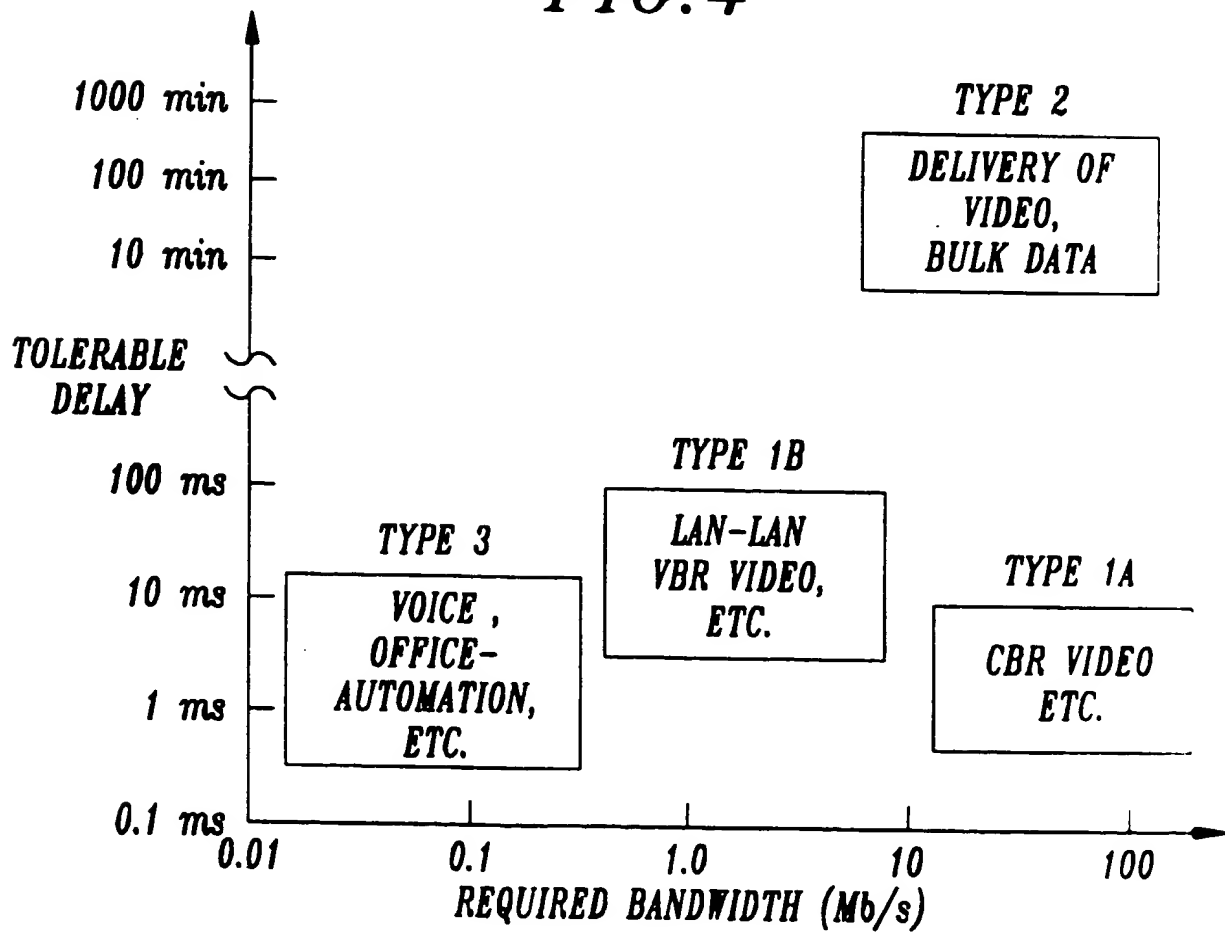 FIG.4
1000 min
100 min
10 min
TOLERABLE
DELAY
100 ms
10 ms
1 ms
0.1 ms
TYPE 2
DELIVERY OF
VIDEO,
BULK DATA
TYPE 1B
LAN-LAN
VBR VIDEO,
ETC.
TYPE 3
VOICE ,
OFFICE-
AUTOMATION,
ETC.
TYPE 1A
CBR VIDEO
ETC.
0.01
0.1
1.0
10
100
REQUIRED BANDWIDTH (Mb/s)